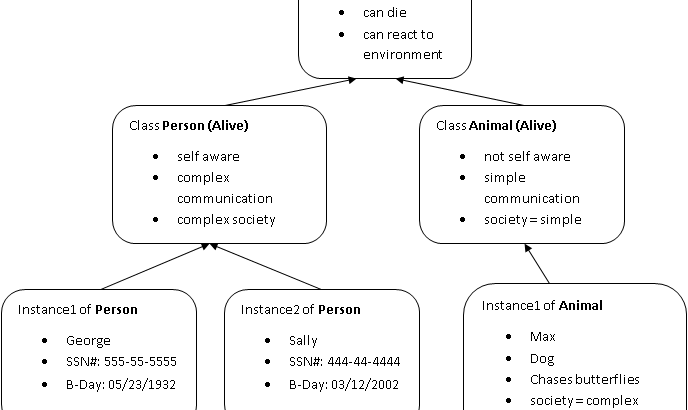 can die
can react to
environment
Class Person (Alive)
self aware
complex
communication
complex society
Class Animal (Alive)
not self aware
simple
communication
society = simple
Instance1 of Person
George
SSN#: 555-55-5555
B-Day: 05/23/1932
Instance2 of Person
Sally
SSN#: 444-44-4444
B-Day: 03/12/2002
Instance1 of Animal
Max
Dog
Chases butterflies
society = complex